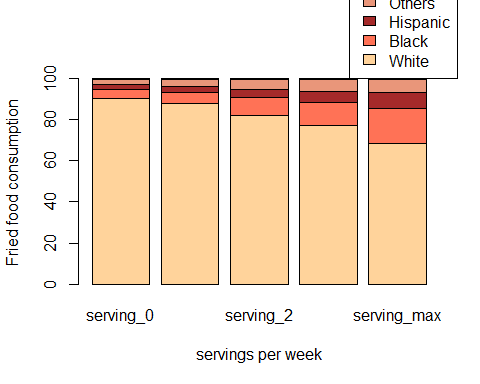 Others
Hispanic
Black
White
100
80
60
40
20
0
Fried food consumption
serving_0
serving_2
serving_max
servings per week